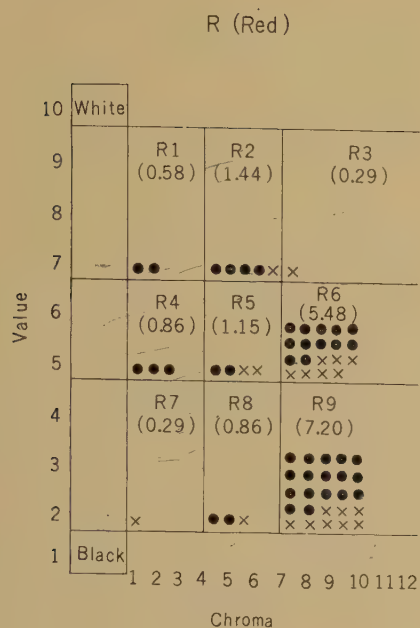 R (Red)
10 White
9 R1 R2 R3
(0.58) (1.44) (0.29)
8
7
6 R4 R5 R6
(0.86) (1.15) (5.48)
5
4 R7 R8 R9
(0.29) (0.86) (7.20)
3
2
1 Black
Value
1 2 3 4 5 6 7 8 9 10 11 12
Chroma